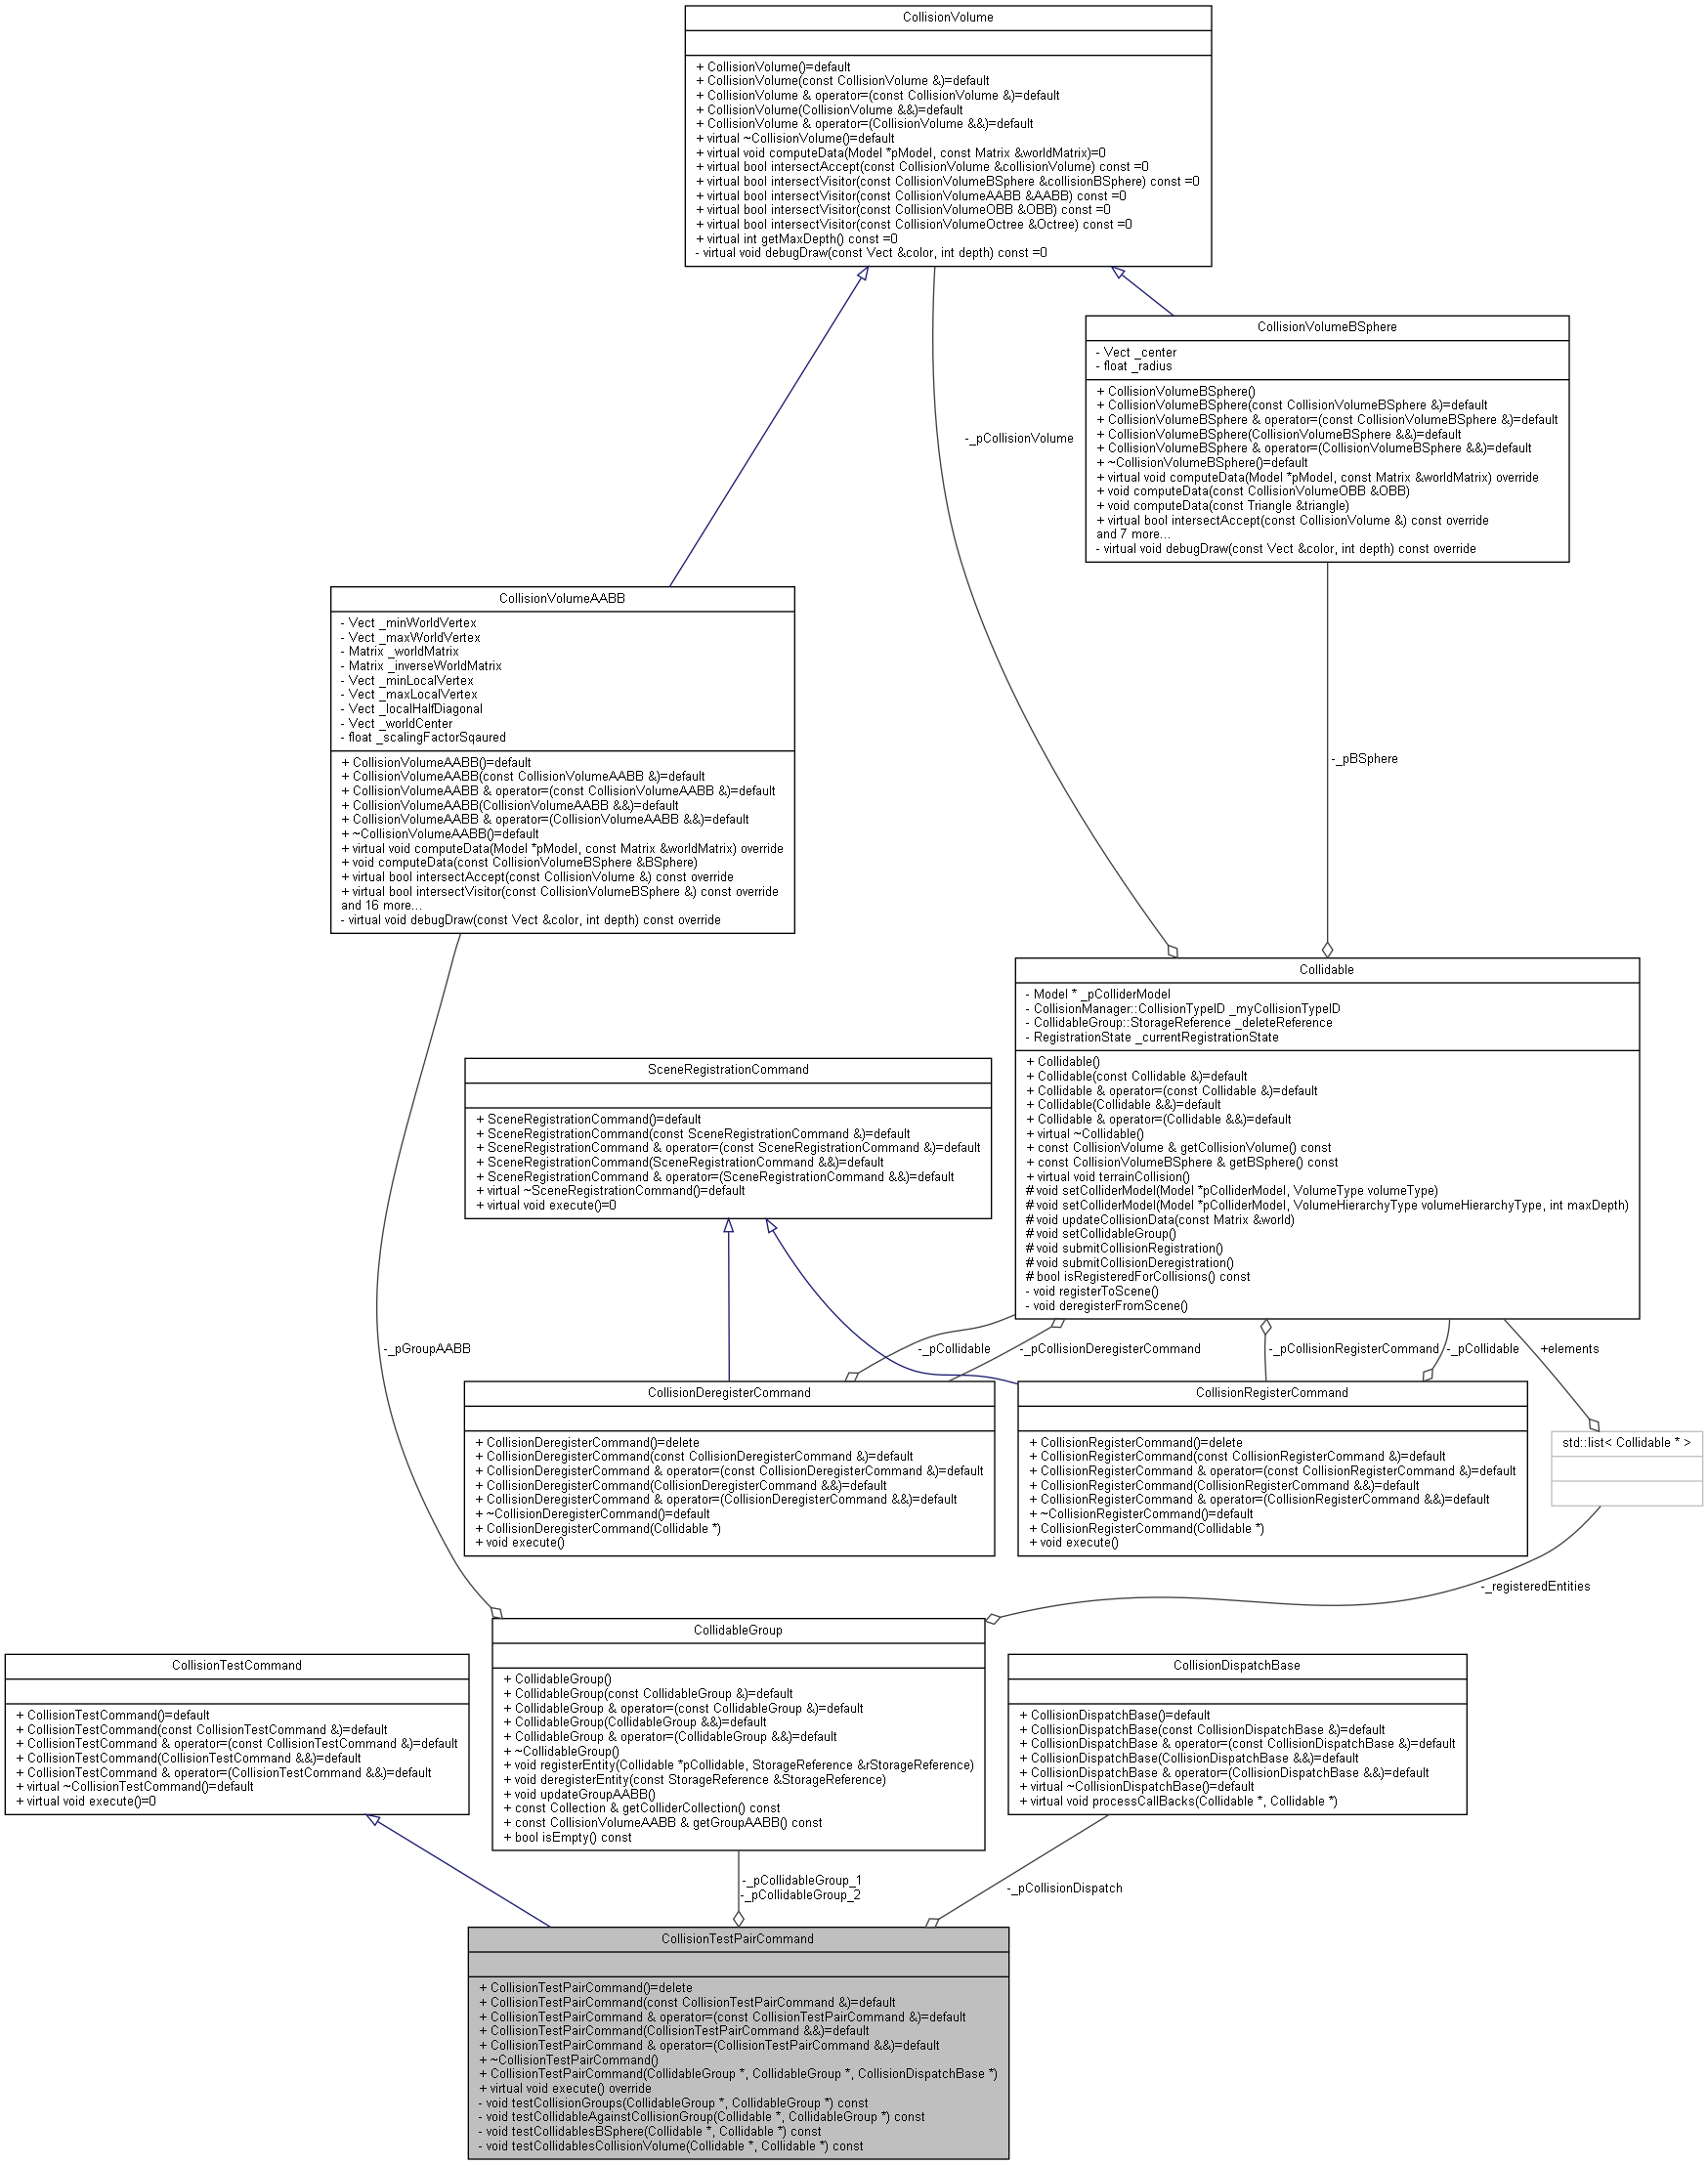 CollisionVolume
+ CollisionVolume()=default
+ CollisionVolume(const CollisionVolume &)=default
+ CollisionVolume & operator=(const CollisionVolume &)=default
+ CollisionVolume(CollisionVolume &&)=default
+ CollisionVolume & operator=(CollisionVolume &&)=default
+ virtual ~CollisionVolume()=default
+ virtual void computeData(Model *pModel, const Matrix &worldMatrix)=0
+ virtual bool intersectAccept(const CollisionVolume &collisionVolume) const =0
+ virtual bool intersectVisitor(const CollisionVolumeBSphere &collisionBSphere) const =0
+ virtual bool intersectVisitor(const CollisionVolumeAABB &AABB) const =0
+ virtual bool intersectVisitor(const CollisionVolumeOBB &OBB) const =0
+ virtual bool intersectVisitor(const CollisionVolumeOctree &Octree) const =0
+ virtual int getMaxDepth() const =0
- virtual void debugDraw(const Vect &color, int depth) const =0
CollisionVolumeBSphere
- Vect _center
- float _radius
+ CollisionVolumeBSphere()
+ CollisionVolumeBSphere(const CollisionVolumeBSphere &)=default
+ CollisionVolumeBSphere & operator=(const CollisionVolumeBSphere &)=default
+ CollisionVolumeBSphere(CollisionVolumeBSphere &&)=default
+ CollisionVolumeBSphere & operator=(CollisionVolumeBSphere &&)=default
+ ~CollisionVolumeBSphere()=default
+ virtual void computeData(Model *pModel, const Matrix &worldMatrix) override
+ void computeData(const CollisionVolumeOBB &OBB)
+ void computeData(const Triangle &triangle)
+ virtual bool intersectAccept(const CollisionVolume &) const override
and 7 more...
- virtual void debugDraw(const Vect &color, int depth) const override
-_pCollisionVolume
CollisionVolumeAABB
- Vect _minWorldVertex
- Vect _maxWorldVertex
- Matrix _worldMatrix
- Matrix _inverseWorldMatrix
- Vect _minLocalVertex
- Vect _maxLocalVertex
- Vect _localHalfDiagonal
- Vect _worldCenter
- float _scalingFactorSqaured
+ CollisionVolumeAABB()=default
+ CollisionVolumeAABB(const CollisionVolumeAABB &)=default
+ CollisionVolumeAABB & operator=(const CollisionVolumeAABB &)=default
+ CollisionVolumeAABB(CollisionVolumeAABB &&)=default
+ CollisionVolumeAABB & operator=(CollisionVolumeAABB &&)=default
+ ~CollisionVolumeAABB()=default
+ virtual void computeData(Model *pModel, const Matrix &worldMatrix) override
+ void computeData(const CollisionVolumeBSphere &BSphere)
+ virtual bool intersectAccept(const CollisionVolume &) const override
+ virtual bool intersectVisitor(const CollisionVolumeBSphere &) const override
and 16 more...
- virtual void debugDraw(const Vect &color, int depth) const override
-_pBSphere
Collidable
- Model * _pColliderModel
- CollisionManager::CollisionTypeID _myCollisionTypeID
- CollidableGroup::StorageReference _deleteReference
- RegistrationState _currentRegistrationState
+ Collidable()
+ Collidable(const Collidable &)=default
+ Collidable & operator=(const Collidable &)=default
+ Collidable(Collidable &&)=default
+ Collidable & operator=(Collidable &&)=default
+ virtual ~Collidable()
+ const CollisionVolume & getCollisionVolume() const
+ const CollisionVolumeBSphere & getBSphere() const
+ virtual void terrainCollision()
# void setColliderModel(Model *pColliderModel, VolumeType volumeType)
# void setColliderModel(Model *pColliderModel, VolumeHierarchyType volumeHierarchyType, int maxDepth)
# void updateCollisionData(const Matrix &world)
# void setCollidableGroup()
# void submitCollisionRegistration()
# void submitCollisionDeregistration()
# bool isRegisteredForCollisions() const
- void registerToScene()
- void deregisterFromScene()
SceneRegistrationCommand
+ SceneRegistrationCommand()=default
+ SceneRegistrationCommand(const SceneRegistrationCommand &)=default
+ SceneRegistrationCommand & operator=(const SceneRegistrationCommand &)=default
+ SceneRegistrationCommand(SceneRegistrationCommand &&)=default
+ SceneRegistrationCommand & operator=(SceneRegistrationCommand &&)=default
+ virtual ~SceneRegistrationCommand()=default
+ virtual void execute()=0
-_pGroupAABB
-_pCollidable
-_pCollisionDeregisterCommand
-_pCollisionRegisterCommand
-_pCollidable
+elements
CollisionDeregisterCommand
+ CollisionDeregisterCommand()=delete
+ CollisionDeregisterCommand(const CollisionDeregisterCommand &)=default
+ CollisionDeregisterCommand & operator=(const CollisionDeregisterCommand &)=default
+ CollisionDeregisterCommand(CollisionDeregisterCommand &&)=default
+ CollisionDeregisterCommand & operator=(CollisionDeregisterCommand &&)=default
+ ~CollisionDeregisterCommand()=default
+ CollisionDeregisterCommand(Collidable *)
+ void execute()
CollisionRegisterCommand
+ CollisionRegisterCommand()=delete
+ CollisionRegisterCommand(const CollisionRegisterCommand &)=default
+ CollisionRegisterCommand & operator=(const CollisionRegisterCommand &)=default
+ CollisionRegisterCommand(CollisionRegisterCommand &&)=default
+ CollisionRegisterCommand & operator=(CollisionRegisterCommand &&)=default
+ ~CollisionRegisterCommand()=default
+ CollisionRegisterCommand(Collidable *)
+ void execute()
std::list< Collidable * >
-_registeredEntities
CollidableGroup
+ CollidableGroup()
+ CollidableGroup(const CollidableGroup &)=default
+ CollidableGroup & operator=(const CollidableGroup &)=default
+ CollidableGroup(CollidableGroup &&)=default
+ CollidableGroup & operator=(CollidableGroup &&)=default
+ ~CollidableGroup()
+ void registerEntity(Collidable *pCollidable, StorageReference &rStorageReference)
+ void deregisterEntity(const StorageReference &StorageReference)
+ void updateGroupAABB()
+ const Collection & getColliderCollection() const
+ const CollisionVolumeAABB & getGroupAABB() const
+ bool isEmpty() const
CollisionTestCommand
+ CollisionTestCommand()=default
+ CollisionTestCommand(const CollisionTestCommand &)=default
+ CollisionTestCommand & operator=(const CollisionTestCommand &)=default
+ CollisionTestCommand(CollisionTestCommand &&)=default
+ CollisionTestCommand & operator=(CollisionTestCommand &&)=default
+ virtual ~CollisionTestCommand()=default
+ virtual void execute()=0
CollisionDispatchBase
+ CollisionDispatchBase()=default
+ CollisionDispatchBase(const CollisionDispatchBase &)=default
+ CollisionDispatchBase & operator=(const CollisionDispatchBase &)=default
+ CollisionDispatchBase(CollisionDispatchBase &&)=default
+ CollisionDispatchBase & operator=(CollisionDispatchBase &&)=default
+ virtual ~CollisionDispatchBase()=default
+ virtual void processCallBacks(Collidable *, Collidable *)
-_pCollidableGroup_1
-_pCollidableGroup_2
-_pCollisionDispatch
CollisionTestPairCommand
+ CollisionTestPairCommand()=delete
+ CollisionTestPairCommand(const CollisionTestPairCommand &)=default
+ CollisionTestPairCommand & operator=(const CollisionTestPairCommand &)=default
+ CollisionTestPairCommand(CollisionTestPairCommand &&)=default
+ CollisionTestPairCommand & operator=(CollisionTestPairCommand &&)=default
+ ~CollisionTestPairCommand()
+ CollisionTestPairCommand(CollidableGroup *, CollidableGroup *, CollisionDispatchBase *)
+ virtual void execute() override
- void testCollisionGroups(CollidableGroup *, CollidableGroup *) const
- void testCollidableAgainstCollisionGroup(Collidable *, CollidableGroup *) const
- void testCollidablesBSphere(Collidable *, Collidable *) const
- void testCollidablesCollisionVolume(Collidable *, Collidable *) const